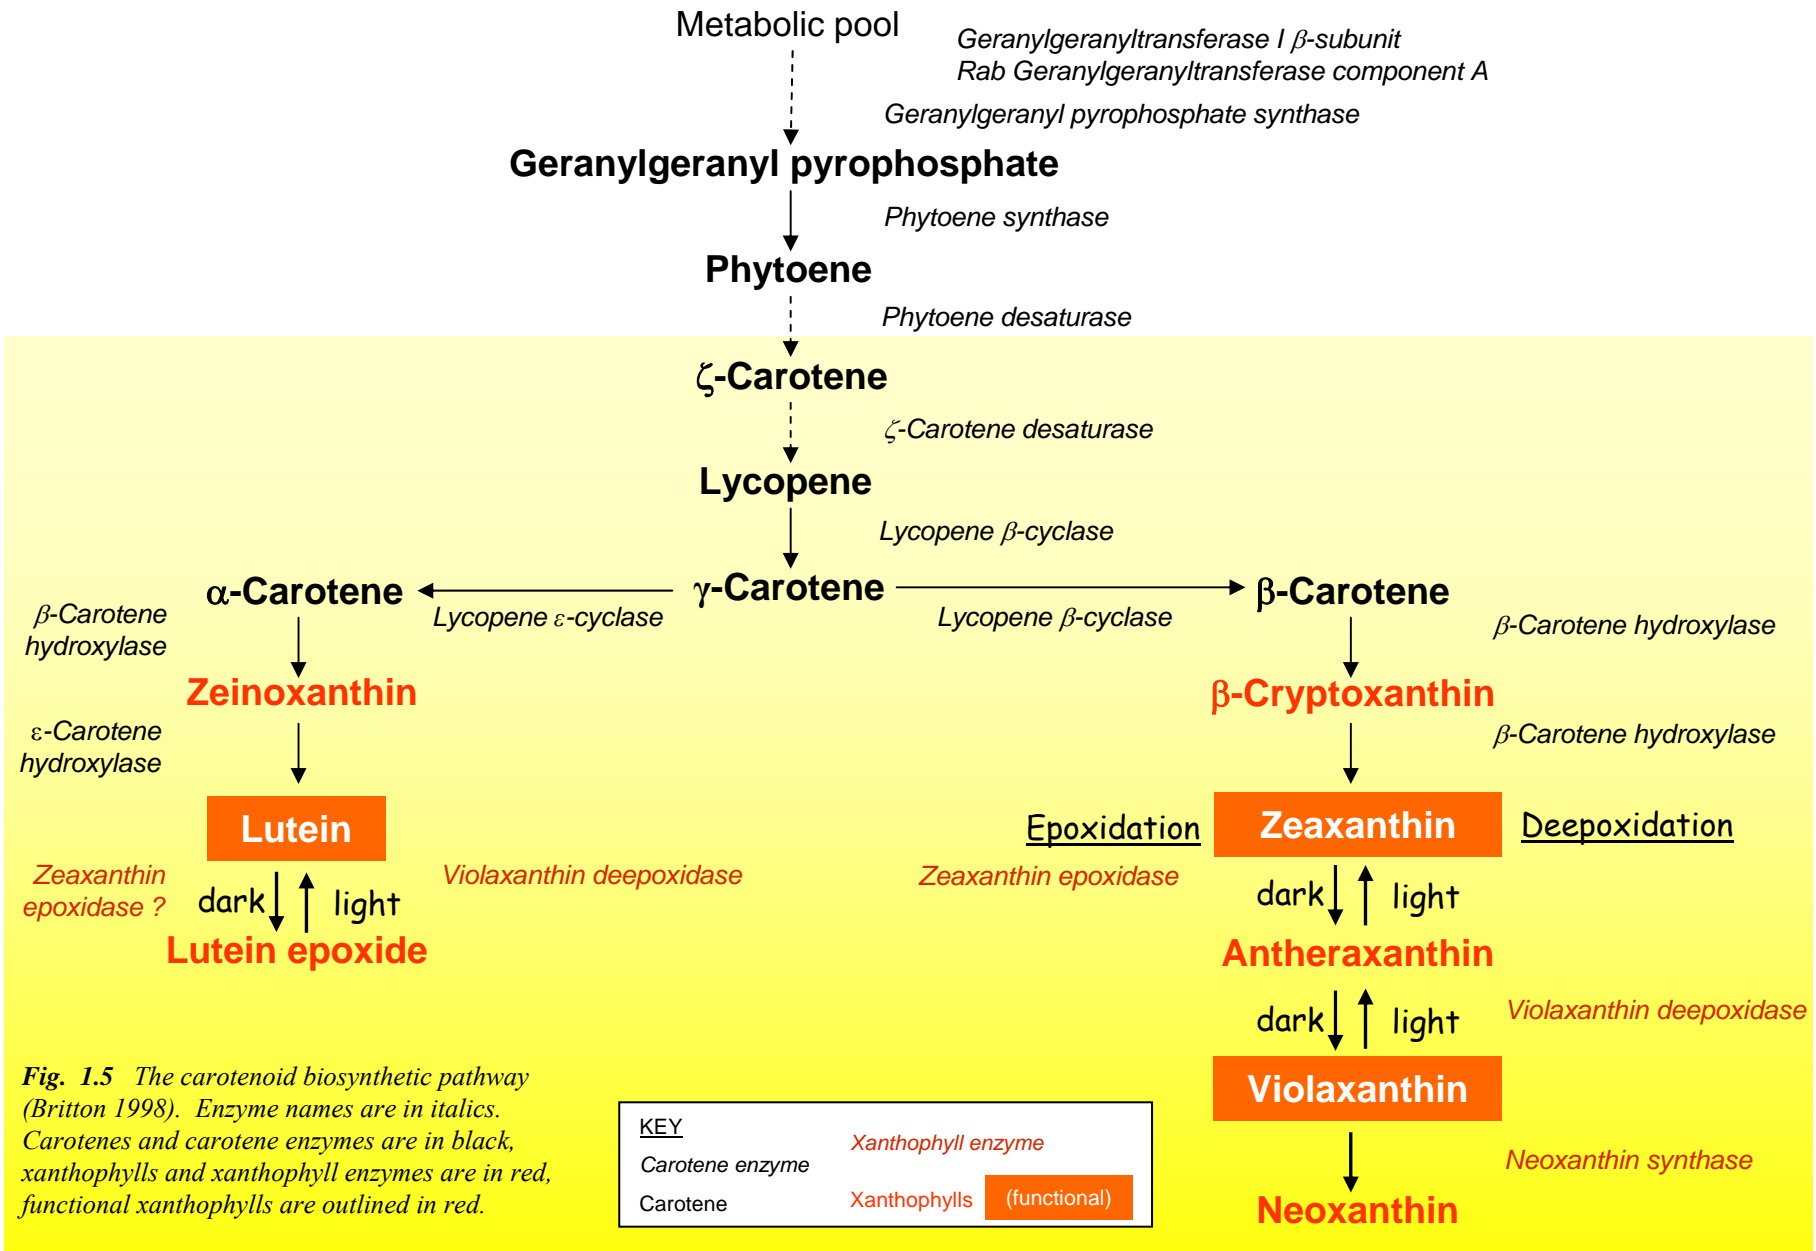 Metabolic pool
Geranylgeranyltransferase I β-subunit
Rab Geranylgeranyltransferase component A
Geranylgeranyl pyrophosphate synthase
Geranylgeranyl pyrophosphate
Phytoene synthase
Phytoene
Phytoene desaturase
ζ-Carotene
ζ-Carotene desaturase
Lycopene
Lycopene β-cyclase
α-Carotene
γ-Carotene
β-Carotene
Lycopene ε-cyclase
Lycopene β-cyclase
β-Carotene
hydroxylase
Zeinoxanthin
ε-Carotene
hydroxylase
Lutein
Zeaxanthin
epoxidase ?
dark
light
Violaxanthin deepoxidase
Lutein epoxide
β-Carotene hydroxylase
β-Cryptoxanthin
β-Carotene hydroxylase
Epoxidation
Zeaxanthin
Deepoxidation
Zeaxanthin epoxidase
dark
light
Antheraxanthin
dark
light
Violaxanthin deepoxidase
Violaxanthin
Neoxanthin synthase
Neoxanthin
Fig. 1.5 The carotenoid biosynthetic pathway
(Britton 1998). Enzyme names are in italics.
Carotenes and carotene enzymes are in black,
xanthophylls and xanthophyll enzymes are in red,
functional xanthophylls are outlined in red.
KEY
Carotene enzyme
Carotene
Xanthophyll enzyme
Xanthophylls
(functional)